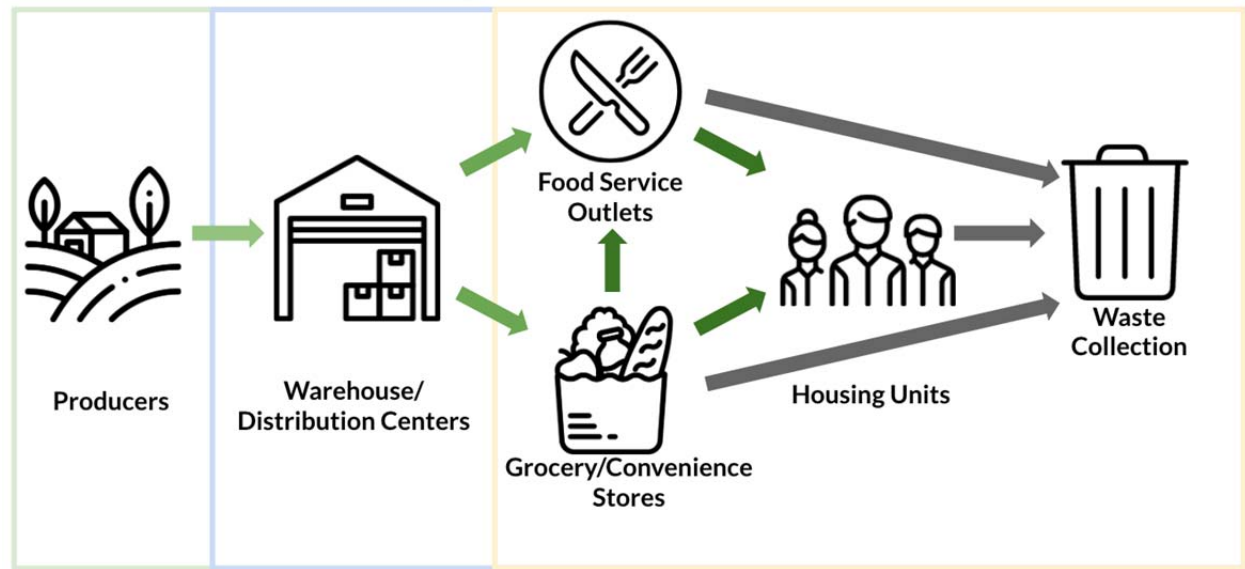 Producers
Warehouse/
Distribution Centers
Food Service
Outlets
Grocery/Convenience
Stores
Housing Units
Waste
Collection